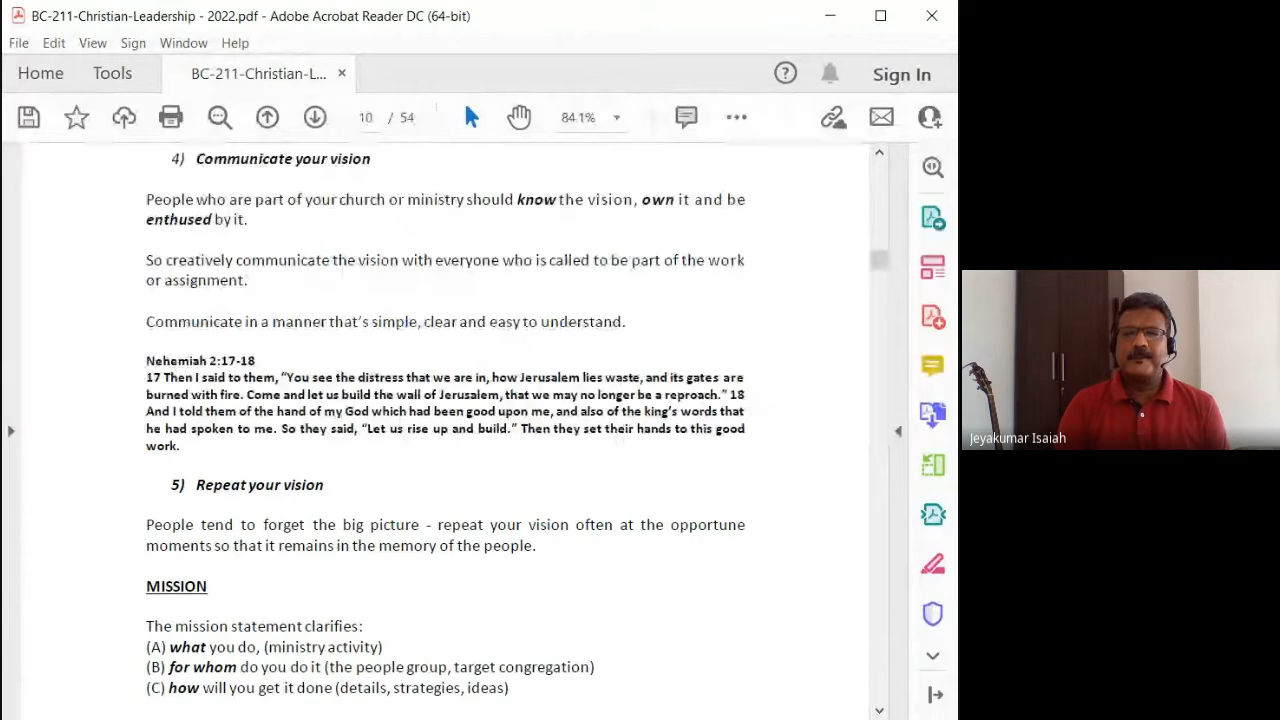 BC-211-Christian-Leadership - 2022.pdf - Adobe Acrobat Reader DC (64-bit)
File Edit View Sign Window Help
Home Tools BC-211-Christian-L... × Sign In
10 / 54 84.1%
4) Communicate your vision
People who are part of your church or ministry should know the vision, own it and be
enthused by it.
So creatively communicate the vision with everyone who is called to be part of the work
or assignment.
Communicate in a manner that's simple, clear and easy to understand.
Nehemiah 2:17-18
17 Then I said to them, “You see the distress that we are in, how Jerusalem lies waste, and its gates are
burned with fire. Come and let us build the wall of Jerusalem, that we may no longer be a reproach.” 18
And I told them of the hand of my God which had been good upon me, and also of the king's words that
he had spoken to me. So they said, “Let us rise up and build.” Then they set their hands to this good
work.
5) Repeat your vision
People tend to forget the big picture - repeat your vision often at the opportune
moments so that it remains in the memory of the people.
MISSION
The mission statement clarifies:
(A) what you do, (ministry activity)
(B) for whom do you do it (the people group, target congregation)
(C) how will you get it done (details, strategies, ideas)
Jeyakumar Isaiah